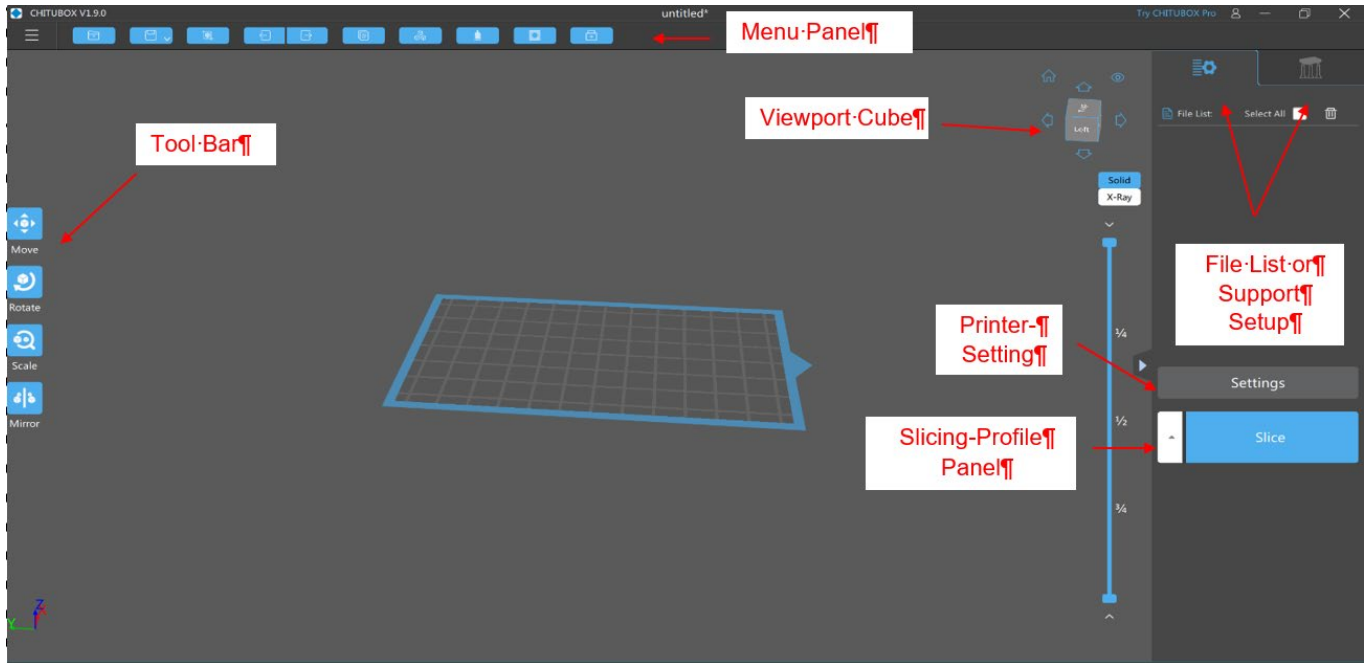 CHITUBOX V1.9.0
untitled*
Try CHITUBOX Pro
Menu·Panel¶
Viewport·Cube¶
Left
File List:
Select All
Tool·Bar¶
Solid
X-Ray
Move
Rotate
Scale
Mirror
File·List·or¶
Support¶
Setup¶
Printer-¶
Setting¶
¼
Settings
½
Slicing-Profile¶
Panel¶
Slice
¾
Z
Y